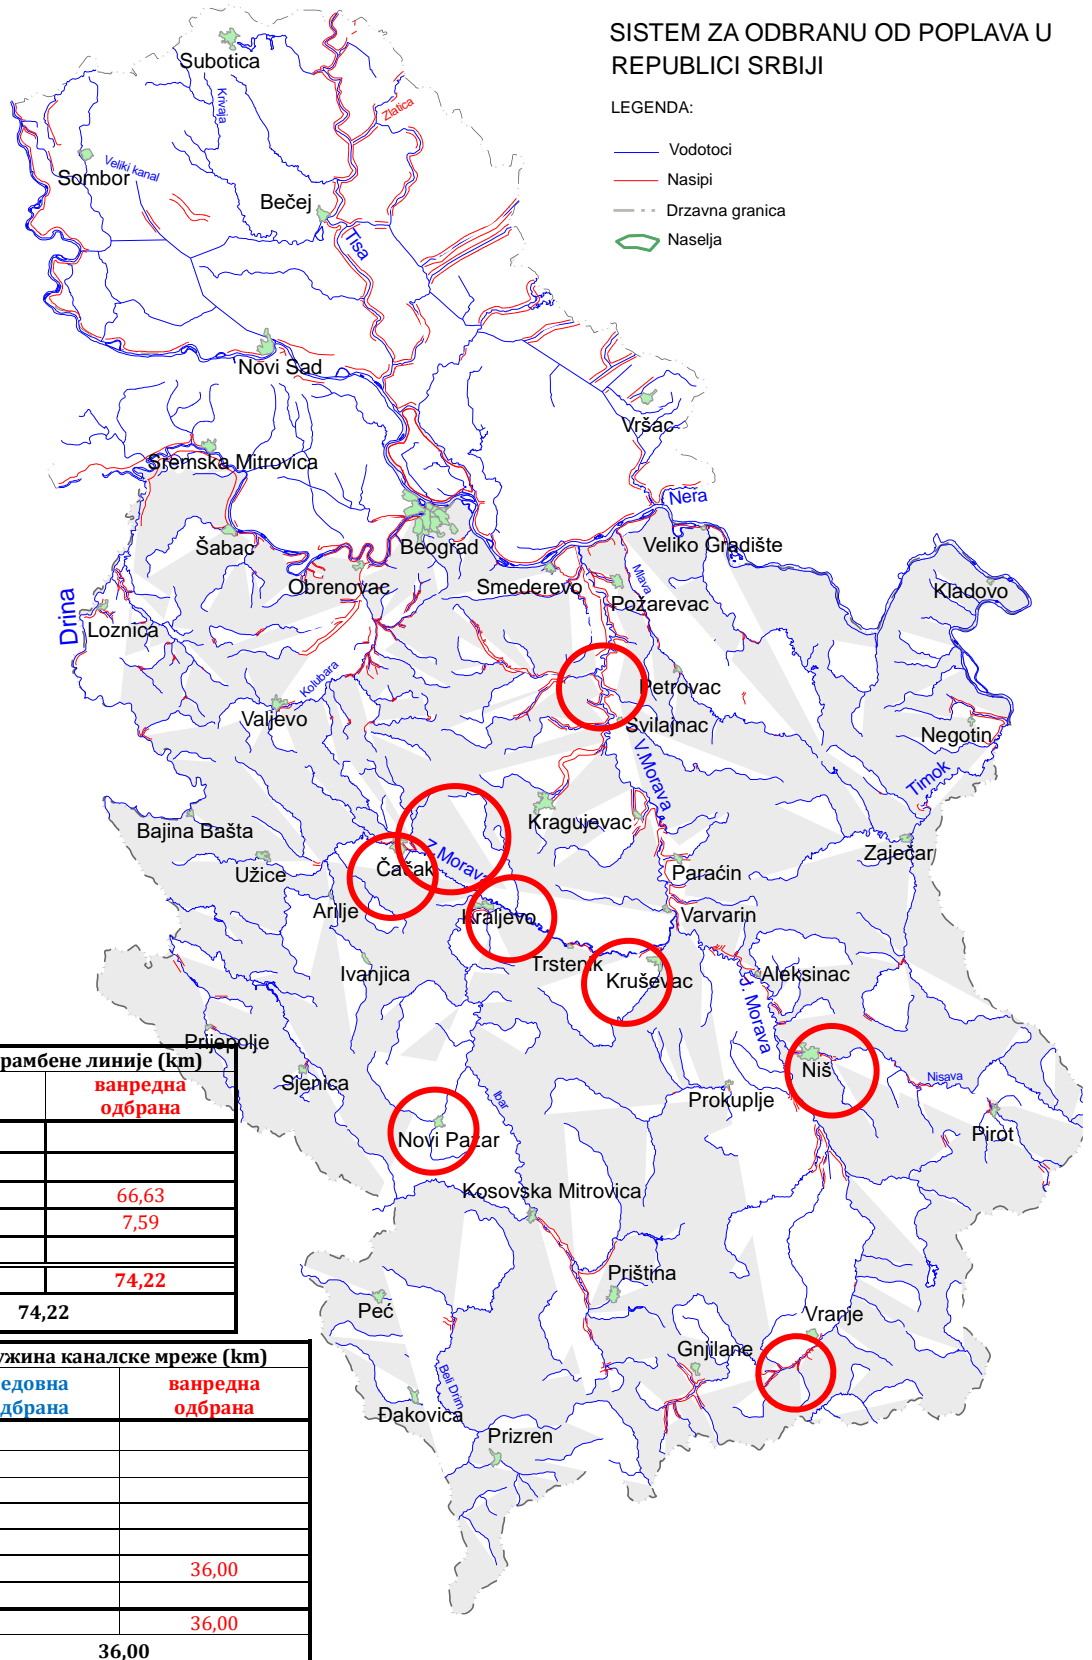 SISTEM ZA ODBRANU OD POPLAVA U
REPUBLICI SRBIJI
LEGENDA:
Vodotoci
Nasipi
Drzavna granica
Naselja
Subotica
Krivaja
Zlatica
Sombor
Veliki kanal
Bečej
Tisa
Novi Sad
Vršac
Sremska Mitrovica
Nera
Šabac
Beograd
Veliko Gradište
Obrenovac
Smederevo
Mlava
Požarevac
Kladovo
Drina
Loznica
Kolubara
Petrovac
Valjevo
Svilajnac
Negotin
V.Morava
Timok
Bajina Bašta
Kragujevac
Zaječar
Užice
Čačak
Z.Morava
Paraćin
Arilje
Kraljevo
Varvarin
Ivanjica
Trstenik
Kruševac
Aleksinac
J. Morava
Prijepolje
Sjenica
Ibar
Niš
Nisava
Prokuplje
Pirot
Novi Pazar
Kosovska Mitrovica
Priština
Peć
Vranje
Gnjilane
Beli Drim
Đakovica
Prizren
рамбене линије (km)
ванредна
одбрана
66,63
7,59
74,22
74,22
ужина каналске мреже (km)
едовна
дбрана
ванредна
одбрана
36,00
36,00
36,00